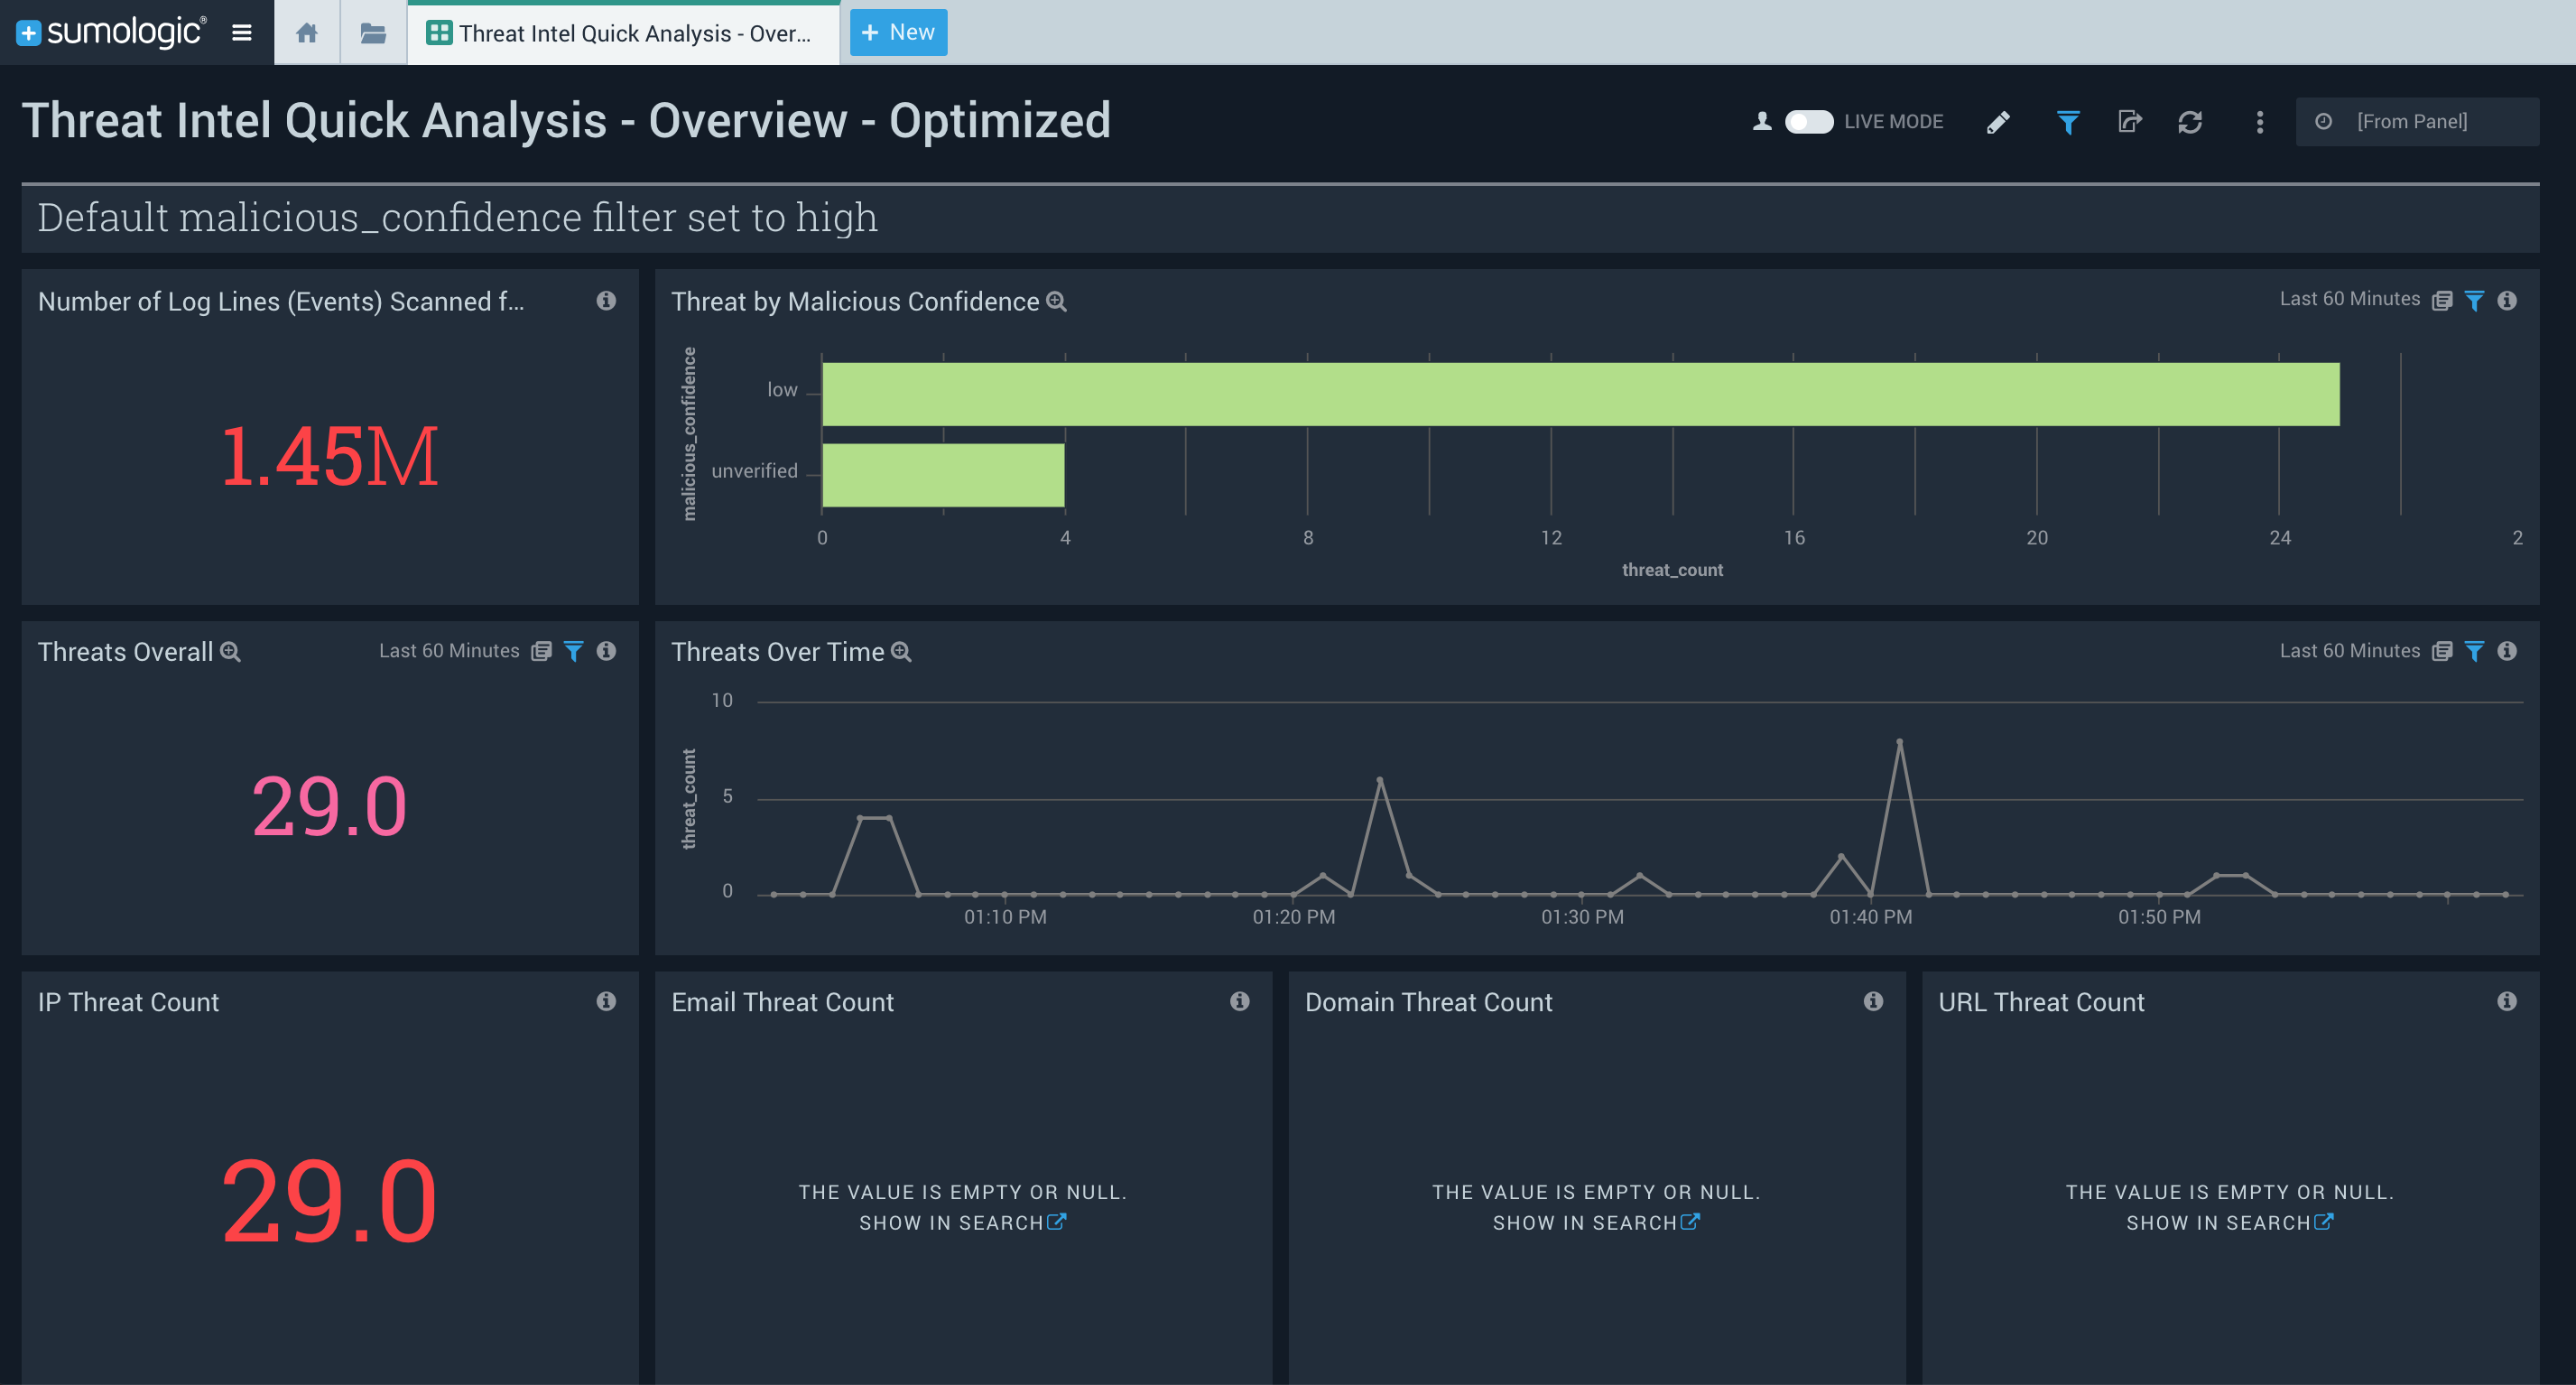 sumologic®
Threat Intel Quick Analysis - Over...
+ New
Threat Intel Quick Analysis - Overview - Optimized
LIVE MODE
[From Panel]
Default malicious_confidence filter set to high
Number of Log Lines (Events) Scanned f...
1.45M
Threat by Malicious Confidence
Last 60 Minutes
malicious_confidence
low
unverified
0 4 8 12 16 20 24 2
threat_count
Threats Overall
Last 60 Minutes
29.0
Threats Over Time
Last 60 Minutes
threat_count
10
5
0
01:10 PM 01:20 PM 01:30 PM 01:40 PM 01:50 PM
IP Threat Count
29.0
Email Threat Count
THE VALUE IS EMPTY OR NULL.
SHOW IN SEARCH
Domain Threat Count
THE VALUE IS EMPTY OR NULL.
SHOW IN SEARCH
URL Threat Count
THE VALUE IS EMPTY OR NULL.
SHOW IN SEARCH